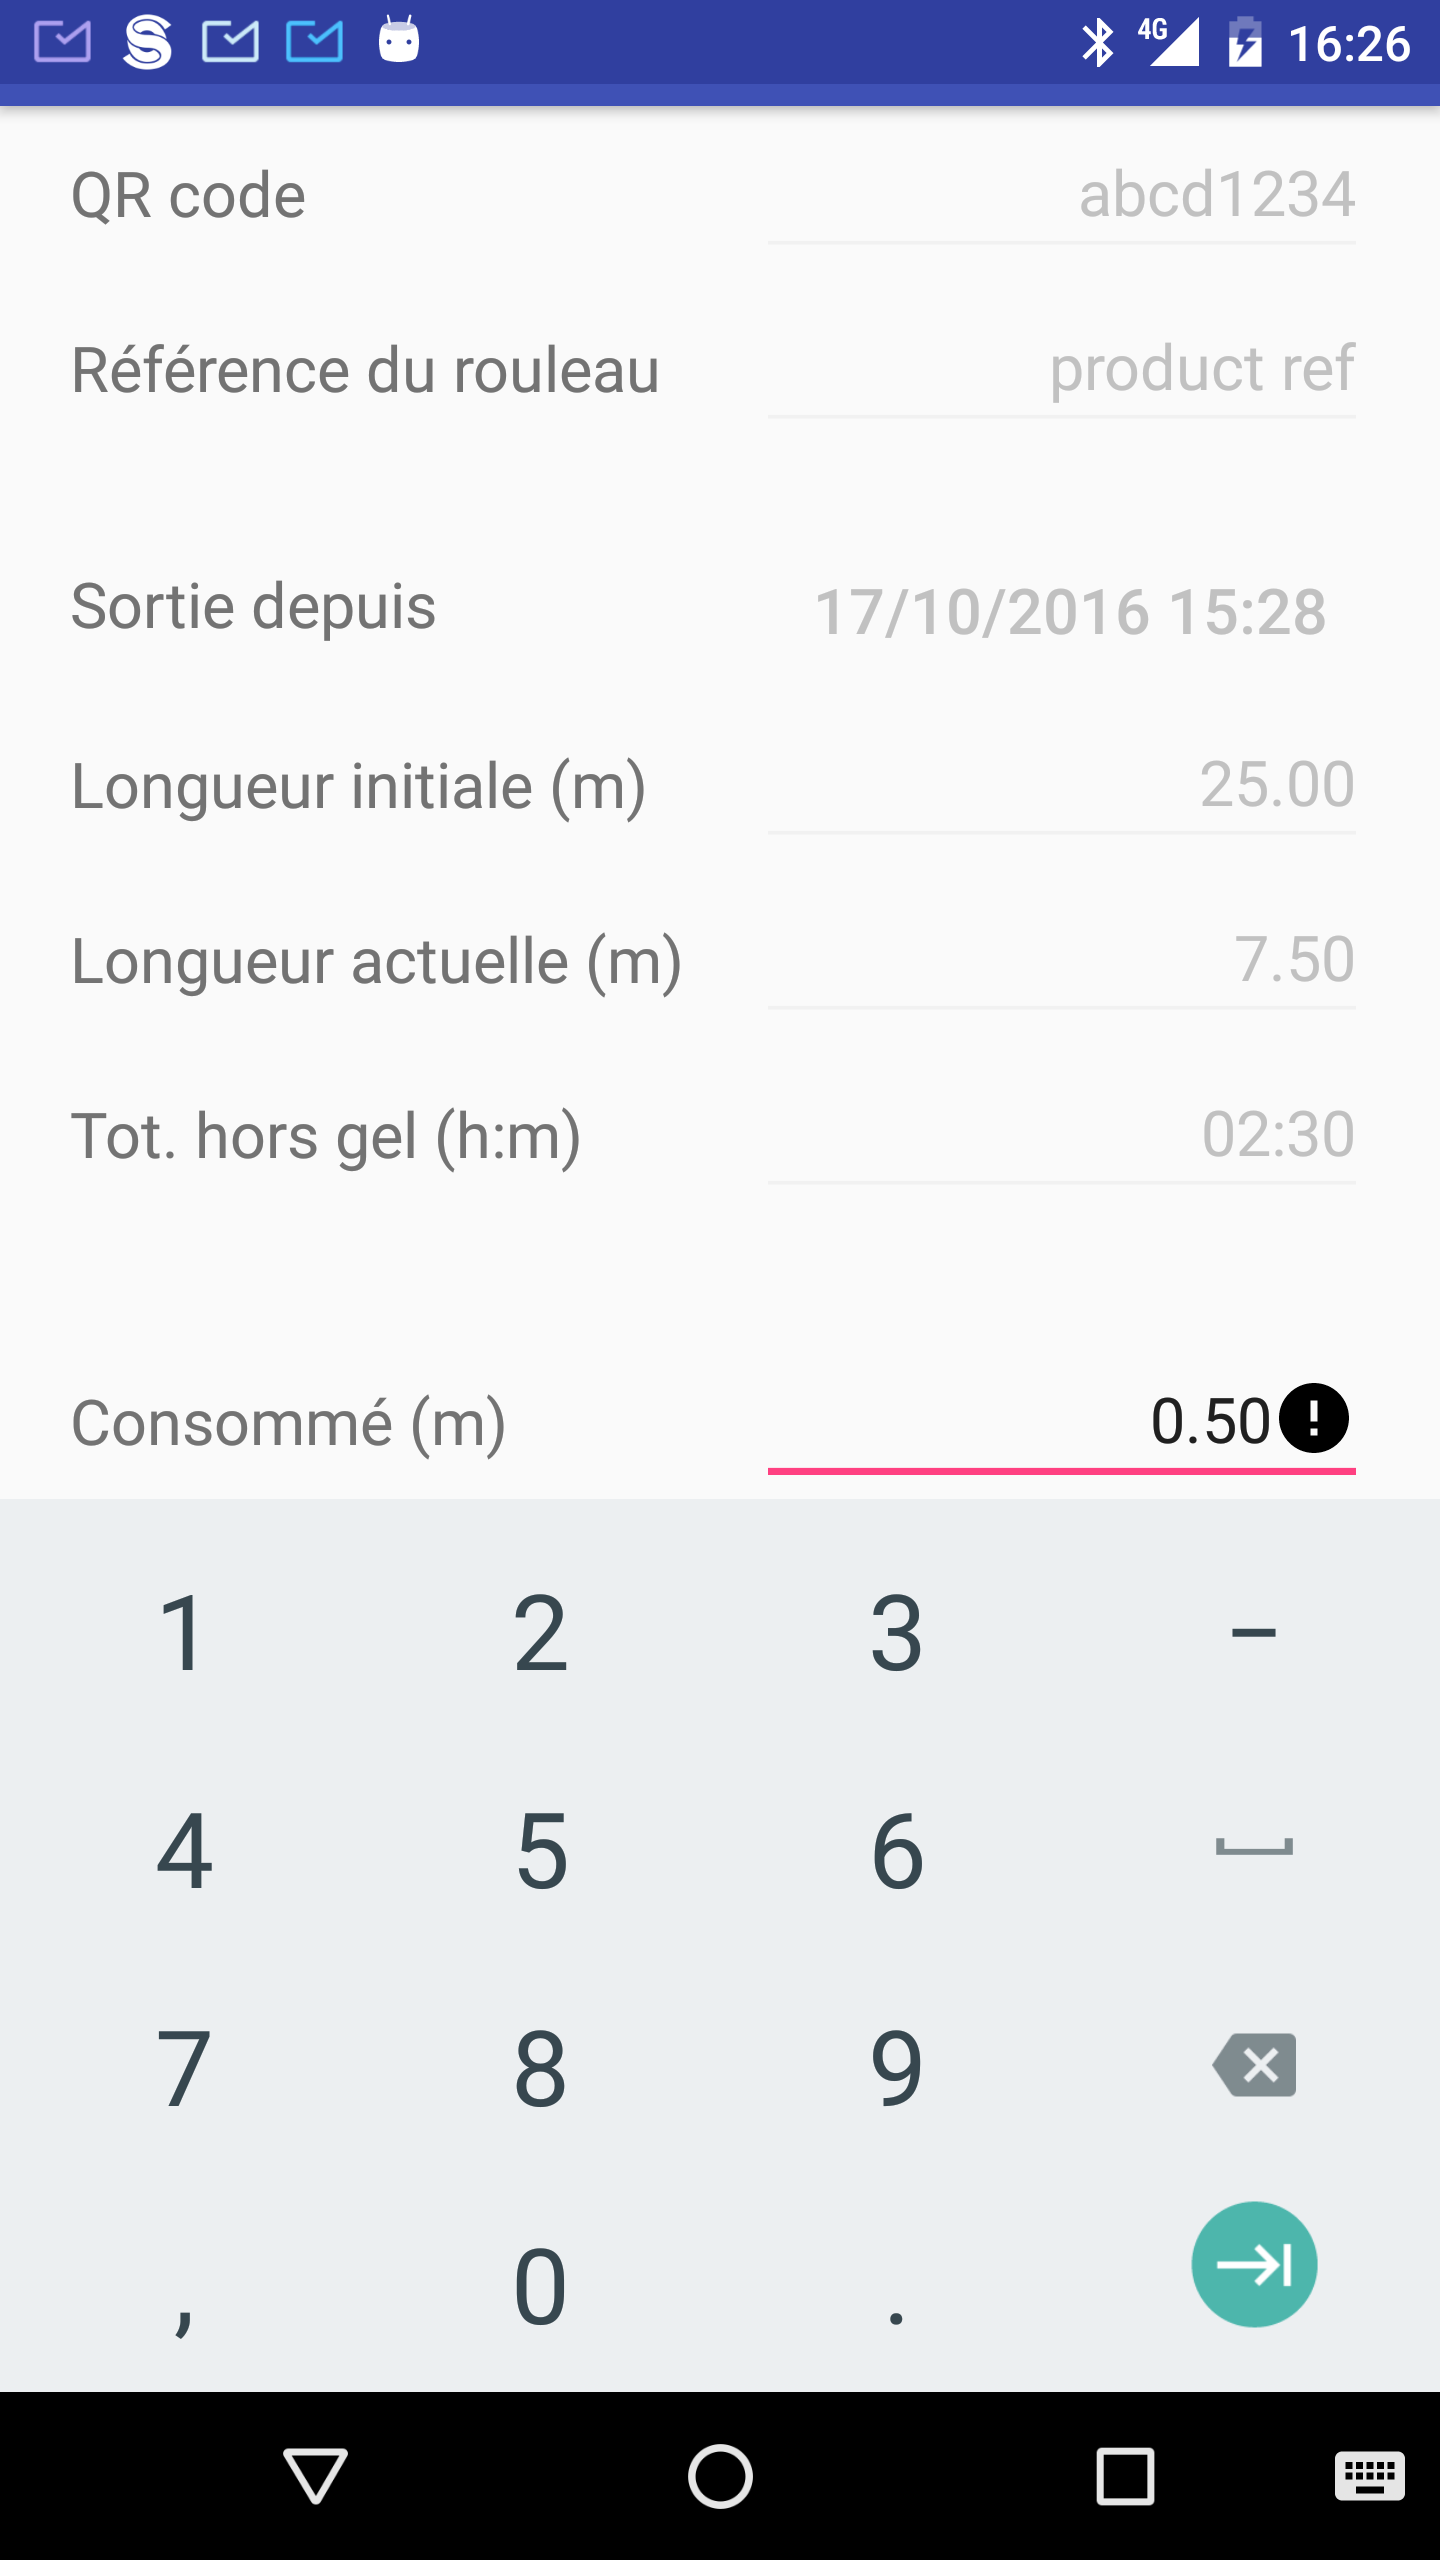 4G 16:26
QR code abcd1234
Référence du rouleau product ref
Sortie depuis 17/10/2016 15:28
Longueur initiale (m) 25.00
Longueur actuelle (m) 7.50
Tot. hors gel (h:m) 02:30
Consommé (m) 0.50
1 2 3 –
4 5 6
7 8 9
, 0 .